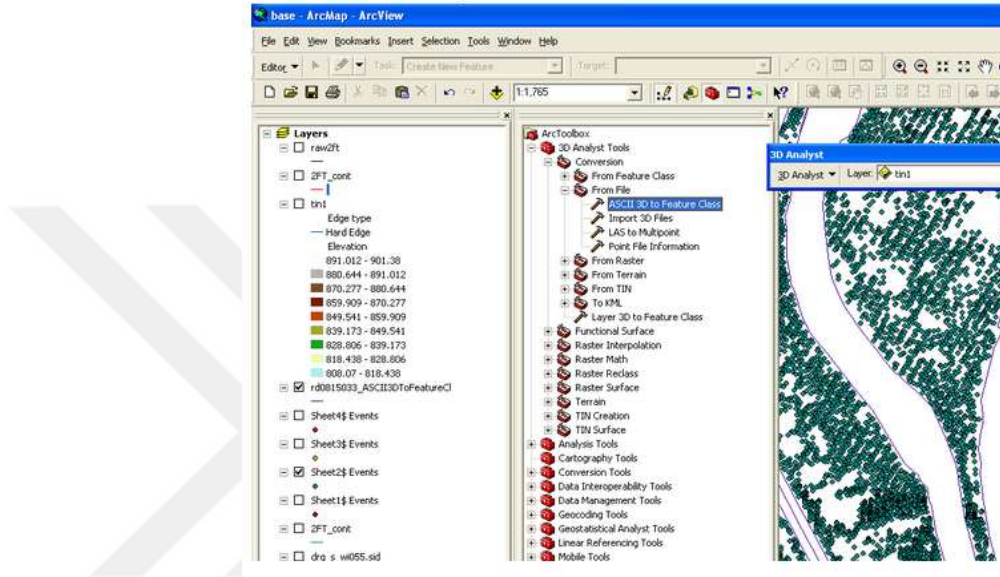 base - ArcMap - ArcView
File Edit View Bookmarks Insert Selection Tools Window Help
Editor Task: Create New Feature Target:
1:1,765
Layers
raw2ft
2FT_cont
tin1
Edge type
Hard Edge
Elevation
891.012 - 901.38
880.644 - 891.012
870.277 - 880.644
859.909 - 870.277
849.541 - 859.909
839.173 - 849.541
828.806 - 839.173
818.438 - 828.806
808.07 - 818.438
rd0815033_ASCII3DToFeatureCl
Sheet4$ Events
Sheet3$ Events
Sheet2$ Events
Sheet1$ Events
2FT_cont
drg_s_wi055.sid
ArcToolbox
3D Analyst Tools
Conversion
From Feature Class
From File
ASCII 3D to Feature Class
Import 3D Files
LAS to Multipoint
Point File Information
From Raster
From Terrain
From TIN
To KML
Layer 3D to Feature Class
Functional Surface
Raster Interpolation
Raster Math
Raster Reclass
Raster Surface
Terrain
TIN Creation
TIN Surface
Analysis Tools
Cartography Tools
Conversion Tools
Data Interoperability Tools
Data Management Tools
Geocoding Tools
Geostatistical Analyst Tools
Linear Referencing Tools
Mobile Tools
3D Analyst
3D Analyst Layer: tin1